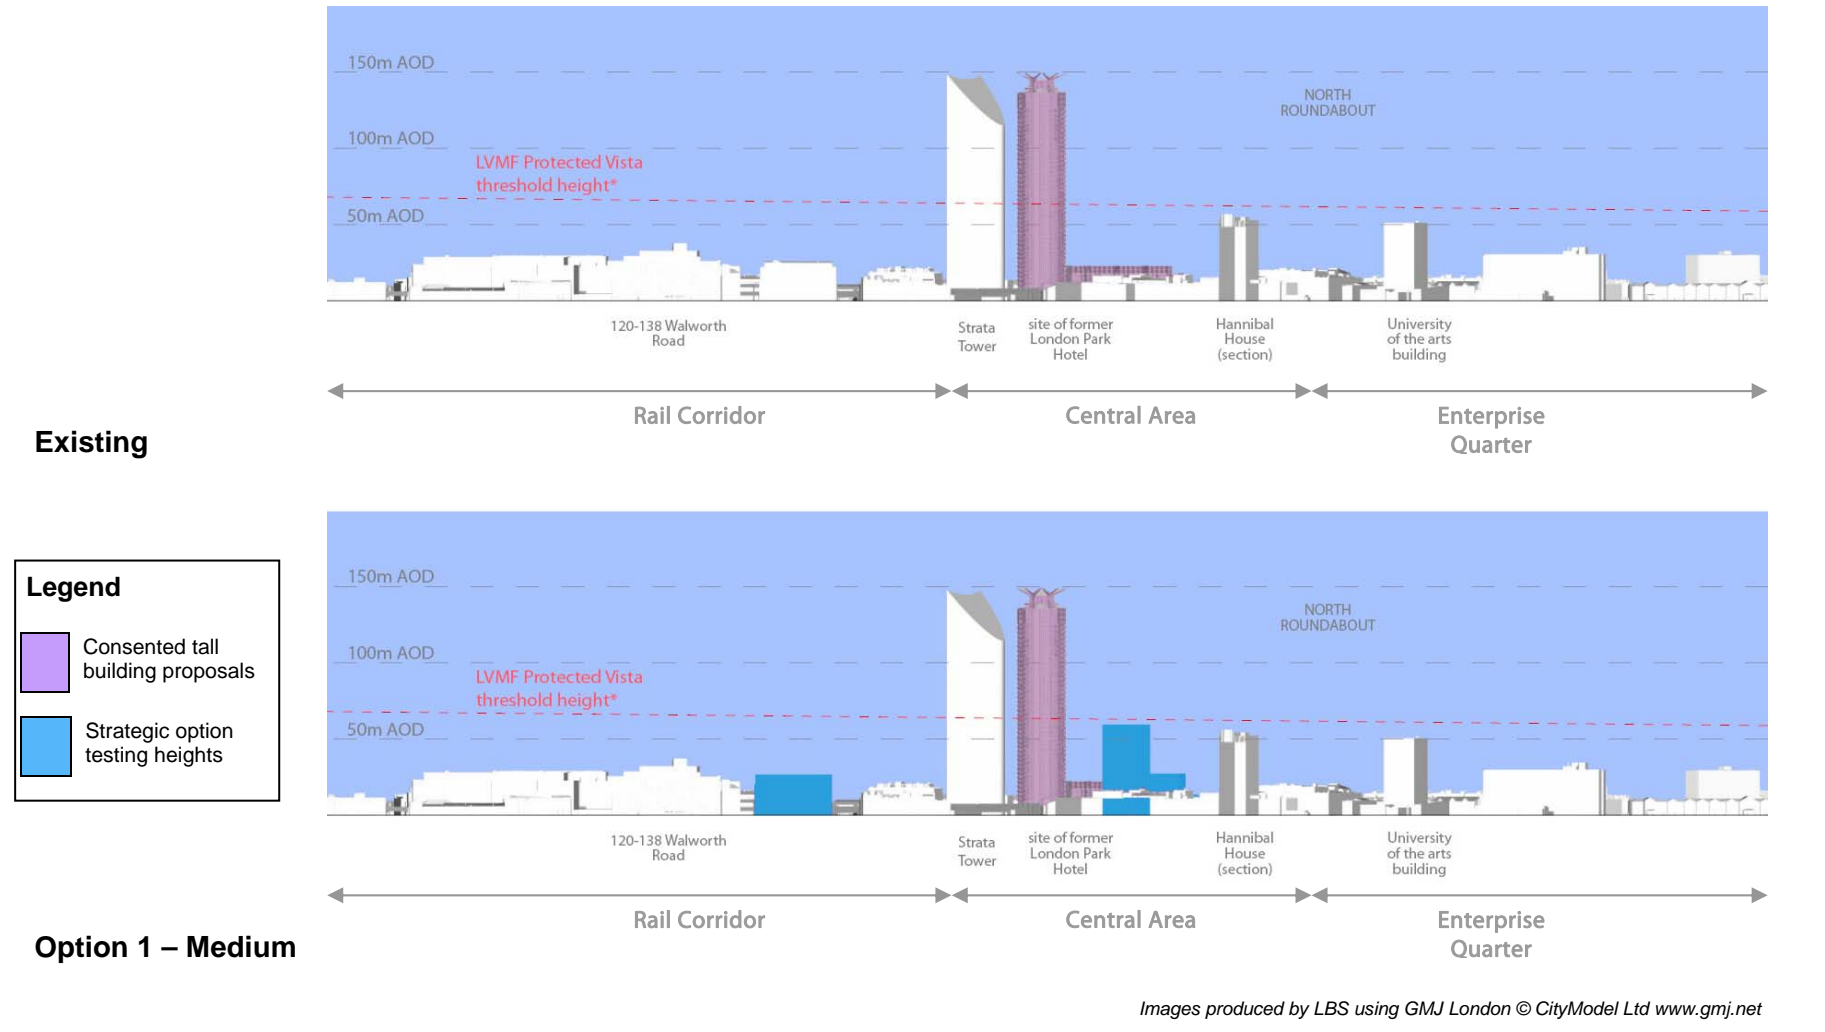 150m AOD
NORTH
ROUNDABOUT
100m AOD
LVMF Protected Vista
threshold height*
50m AOD
120-138 Walworth
Road
Strata
Tower
site of former
London Park
Hotel
Hannibal
House
(section)
University
of the arts
building
Rail Corridor
Central Area
Enterprise
Quarter
Existing
Legend
Consented tall
building proposals
Strategic option
testing heights
150m AOD
NORTH
ROUNDABOUT
100m AOD
LVMF Protected Vista
threshold height*
50m AOD
120-138 Walworth
Road
Strata
Tower
site of former
London Park
Hotel
Hannibal
House
(section)
University
of the arts
building
Rail Corridor
Central Area
Enterprise
Quarter
Option 1 – Medium
Images produced by LBS using GMJ London © CityModel Ltd www.gmj.net